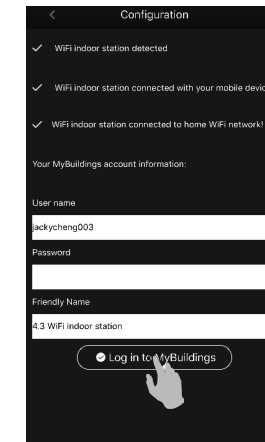 Configuration
WiFi indoor station detected
WiFi indoor station connected with your mobile devic
WiFi indoor station connected to home WiFi network!
Your MyBuildings account information:
User name
jackycheng003
Password
Friendly Name
4.3 WiFi indoor station
Log in to MyBuildings